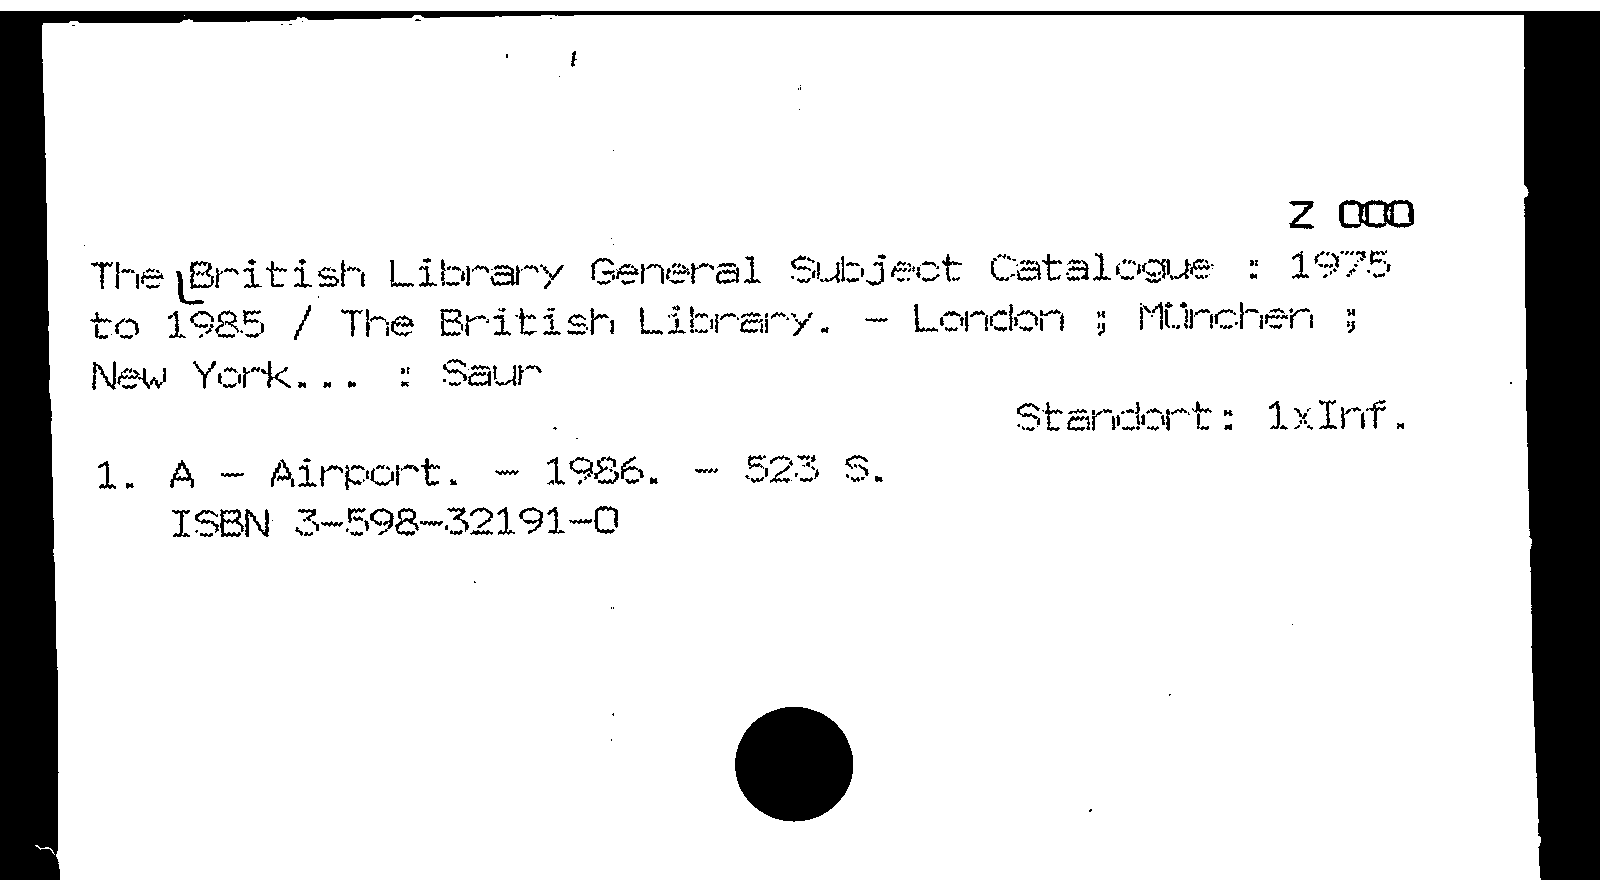 Z 000
The British Library General Subject Catalogue : 1975
to 1985 / The British Library. - London ; München ;
New York... : Saur
Standort: 1xInf.
1. A - Airport. - 1986. - 523 S.
ISBN 3-598-32191-0